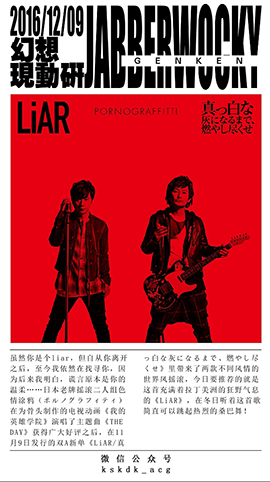 2016/12/09
幻想
現動研
JABBERWOCKY
GENKEN
LiAR
PORNOGRAFFITTI
真っ白な
灰になるまで、
燃やし尽くせ
虽然你是个liar，但自从你离开
之后，至今我依然在找寻你，因
为后来我明白，谎言原本是你的
温柔……日本老牌摇滚二人组色
情涂鸦（ポルノグラフィティ）
在为骨头制作的电视动画《我的
英雄学院》演唱了主题曲《THE
DAY》获得广大好评之后，在11
月9日发行的双A新单《LiAR/真
っ白な灰になるまで、燃やし尽
くせ》里带来了两款不同风情的
世界风摇滚，今日要推荐的就是
这首充满着拉丁美洲的狂野气息
的《LiAR》，在冬日听着这首歌
简直可以跳起热烈的桑巴舞！
微信公众号
kskdk_acg